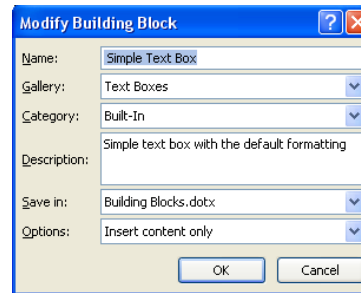 Modify Building Block
Name: Simple Text Box
Gallery: Text Boxes
Category: Built-In
Description: Simple text box with the default formatting
Save in: Building Blocks.dotx
Options: Insert content only
OK Cancel